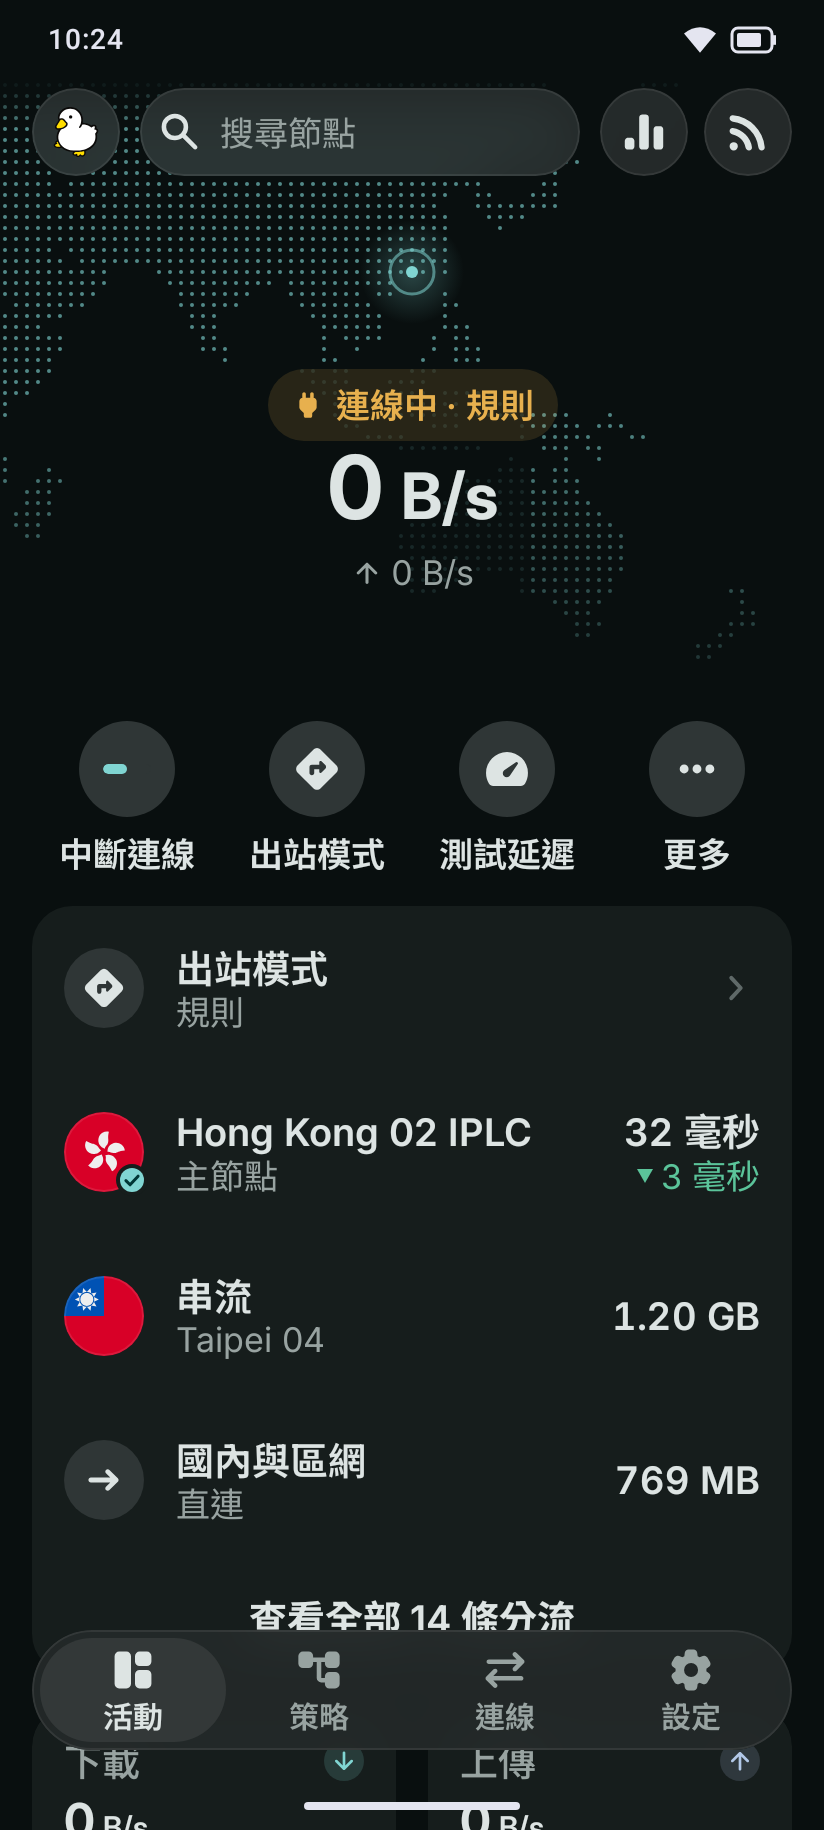 10:24
搜尋節點
連線中 · 規則
0 B/s
↑ 0 B/s
中斷連線
出站模式
測試延遲
更多
出站模式
規則
Hong Kong 02 IPLC
32 毫秒
主節點
▼3 毫秒
串流
1.20 GB
Taipei 04
國內與區網
769 MB
直連
查看全部 14 條分流
活動
策略
連線
設定
下載
上傳
0 B/s
0 B/s